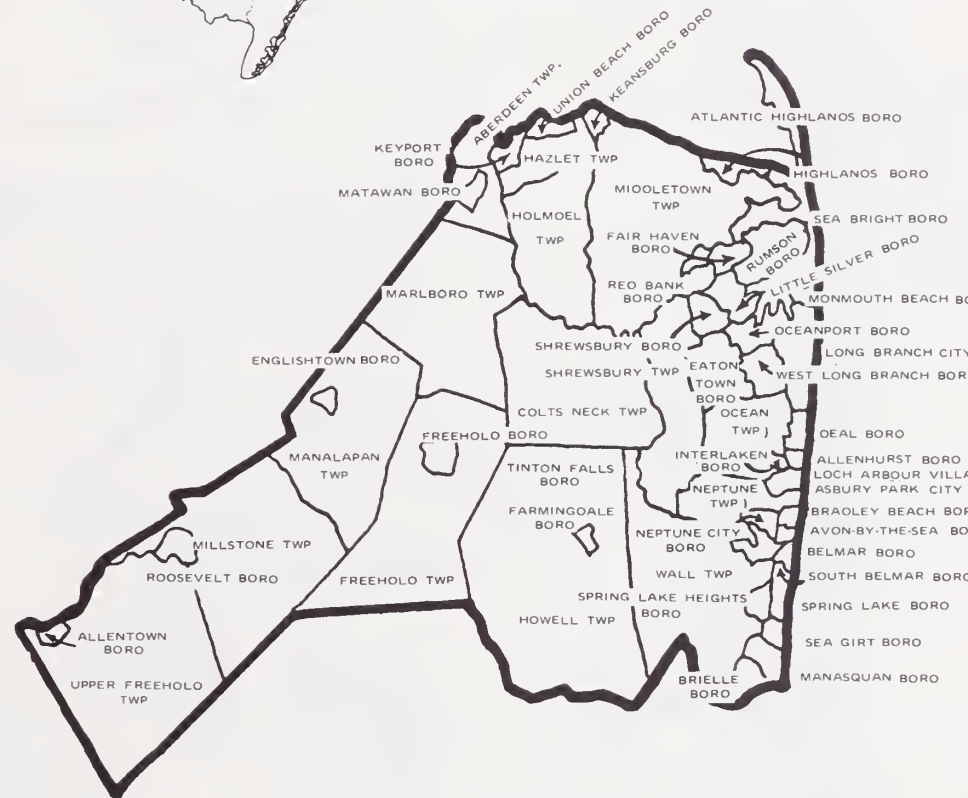 ABERDEEN TWP.
UNION BEACH BORO
KEANSBURG BORO
ATLANTIC HIGHLANOS BORO
KEYPORT
BORO
HAZLET TWP
HIGHLANOS BORO
MATAWAN BORO
MIOOLETOWN
TWP
HOLMOEL
TWP
SEA BRIGHT BORO
FAIR HAVEN
BORO
RUMSON
BORO
LITTLE SILVER BORO
REO BANK
BORO
MARLBORO TWP
MONMOUTH BEACH BO
OCEANPORT BORO
SHREWSBURY BORO
LONG BRANCH CITY
ENGLISHTOWN BORO
SHREWSBURY TWP
EATON
TOWN
BORO
WEST LONG BRANCH BOR
COLTS NECK TWP
OCEAN
TWP
FREEHOLO BORO
OEAL BORO
MANALAPAN
TWP
INTERLAKEN
BORO
ALLENHURST BORO
TINTON FALLS
BORO
LOCH ARBOUR VILLA
NEPTUNE
TWP
ASBURY PARK CITY
FARMINGOALE
BORO
BRAOLEY BEACH BOR
NEPTUNE CITY
BORO
AVON-BY-THE-SEA BO
MILLSTONE TWP
BELMAR BORO
ROOSEVELT BORO
FREEHOLO TWP
WALL TWP
SOUTH BELMAR BORO
SPRING LAKE HEIGHTS
BORO
SPRING LAKE BORO
HOWELL TWP
ALLENTOWN
BORO
SEA GIRT BORO
UPPER FREEHOLO
TWP
BRIELLE
BORO
MANASQUAN BORO